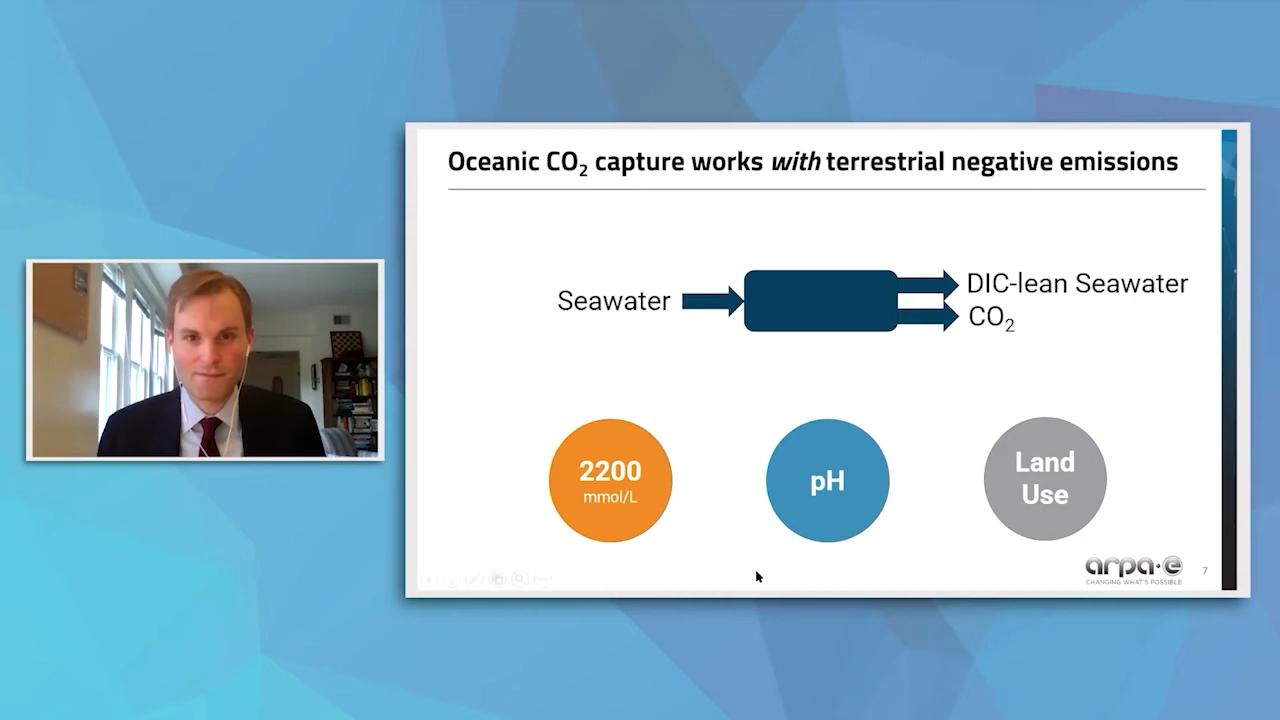 Oceanic CO₂ capture works with terrestrial negative emissions
Seawater
DIC-lean Seawater
CO₂
2200
mmol/L
pH
Land
Use
arpa·e
CHANGING WHAT'S POSSIBLE
7